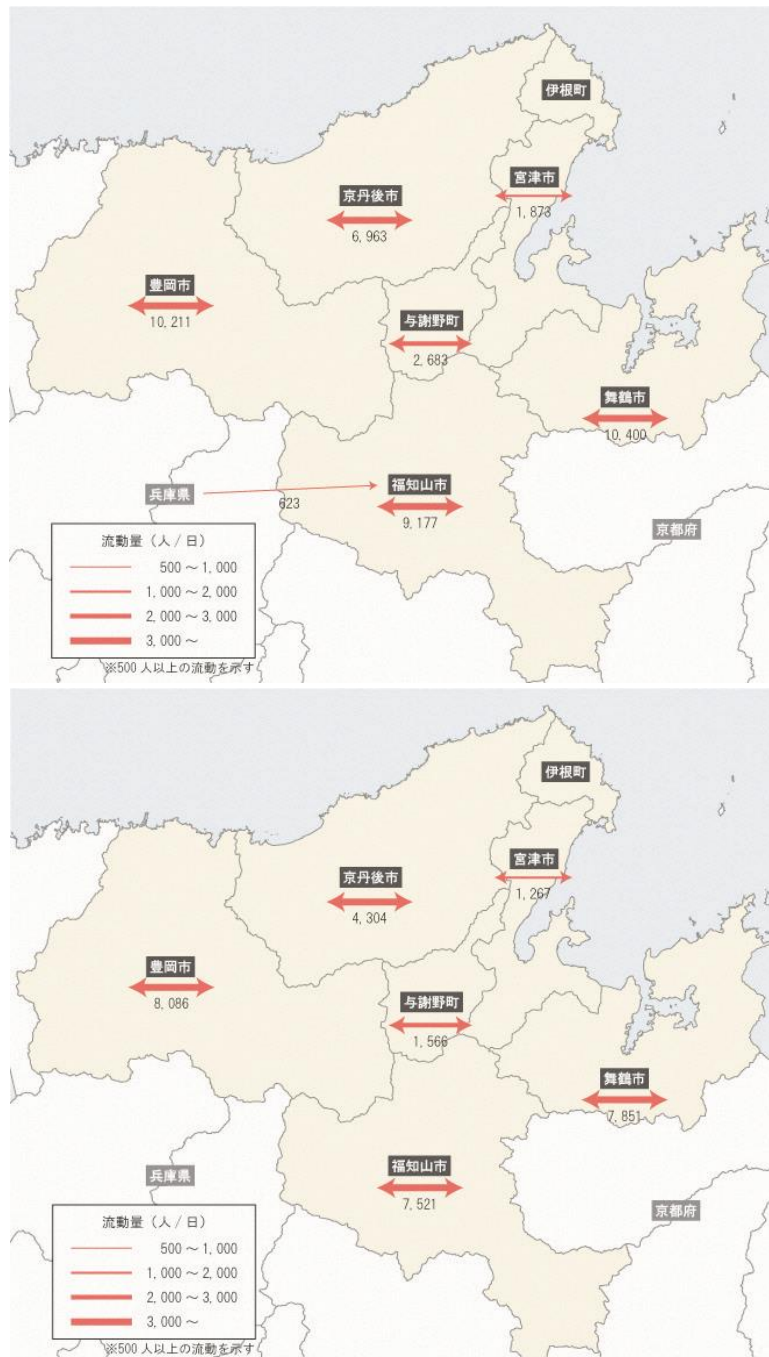 伊根町
宮津市
1,873
京丹後市
6,963
豊岡市
10,211
与謝野町
2,683
舞鶴市
10,400
兵庫県
623
福知山市
9,177
京都府
流動量(人/日)
500~1,000
1,000~2,000
2,000~3,000
3,000~
※500人以上の流動を示す
伊根町
宮津市
1,267
京丹後市
4,304
豊岡市
8,086
与謝野町
1,566
舞鶴市
7,851
兵庫県
福知山市
7,521
京都府
流動量(人/日)
500~1,000
1,000~2,000
2,000~3,000
3,000~
※500人以上の流動を示す